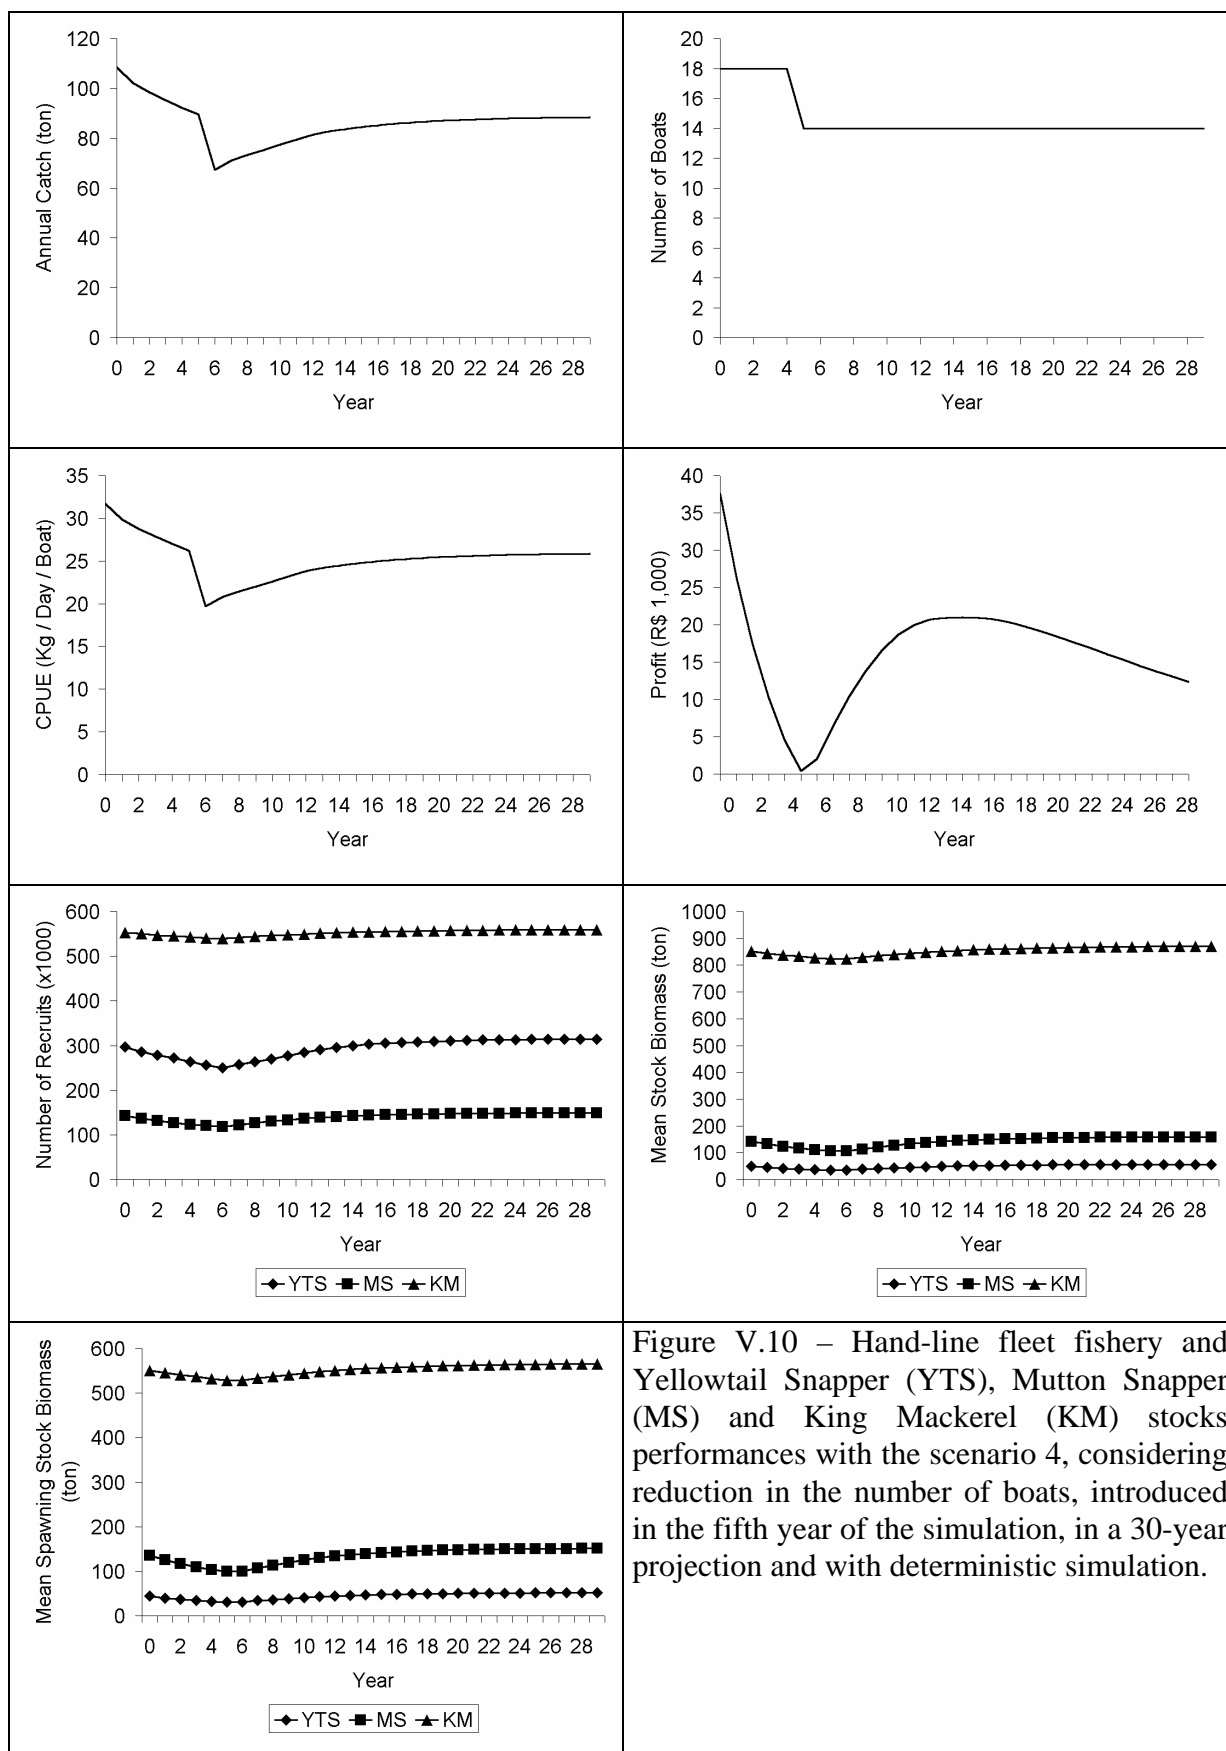 120
100
80
60
40
20
0
Annual Catch (ton)
0 2 4 6 8 10 12 14 16 18 20 22 24 26 28
Year
20
18
16
14
12
10
8
6
4
2
0
Number of Boats
0 2 4 6 8 10 12 14 16 18 20 22 24 26 28
Year
35
30
25
20
15
10
5
0
CPUE (Kg / Day / Boat)
0 2 4 6 8 10 12 14 16 18 20 22 24 26 28
Year
40
35
30
25
20
15
10
5
0
Profit (R$ 1,000)
0 2 4 6 8 10 12 14 16 18 20 22 24 26 28
Year
600
500
400
300
200
100
0
Number of Recruits (x1000)
0 2 4 6 8 10 12 14 16 18 20 22 24 26 28
Year
YTS MS KM
1000
900
800
700
600
500
400
300
200
100
0
Mean Stock Biomass (ton)
0 2 4 6 8 10 12 14 16 18 20 22 24 26 28
Year
YTS MS KM
600
500
400
300
200
100
0
Mean Spawning Stock Biomass
(ton)
0 2 4 6 8 10 12 14 16 18 20 22 24 26 28
Year
YTS MS KM
Figure V.10 – Hand-line fleet fishery and
Yellowtail Snapper (YTS), Mutton Snapper
(MS) and King Mackerel (KM) stocks
performances with the scenario 4, considering
reduction in the number of boats, introduced
in the fifth year of the simulation, in a 30-year
projection and with deterministic simulation.